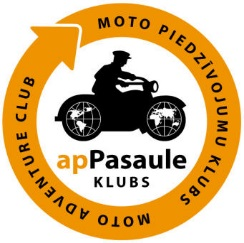 MOTO PIEDZĪVOJUMU KLUBS
MOTO ADVENTURE CLUB
apPasaule
KLUBS